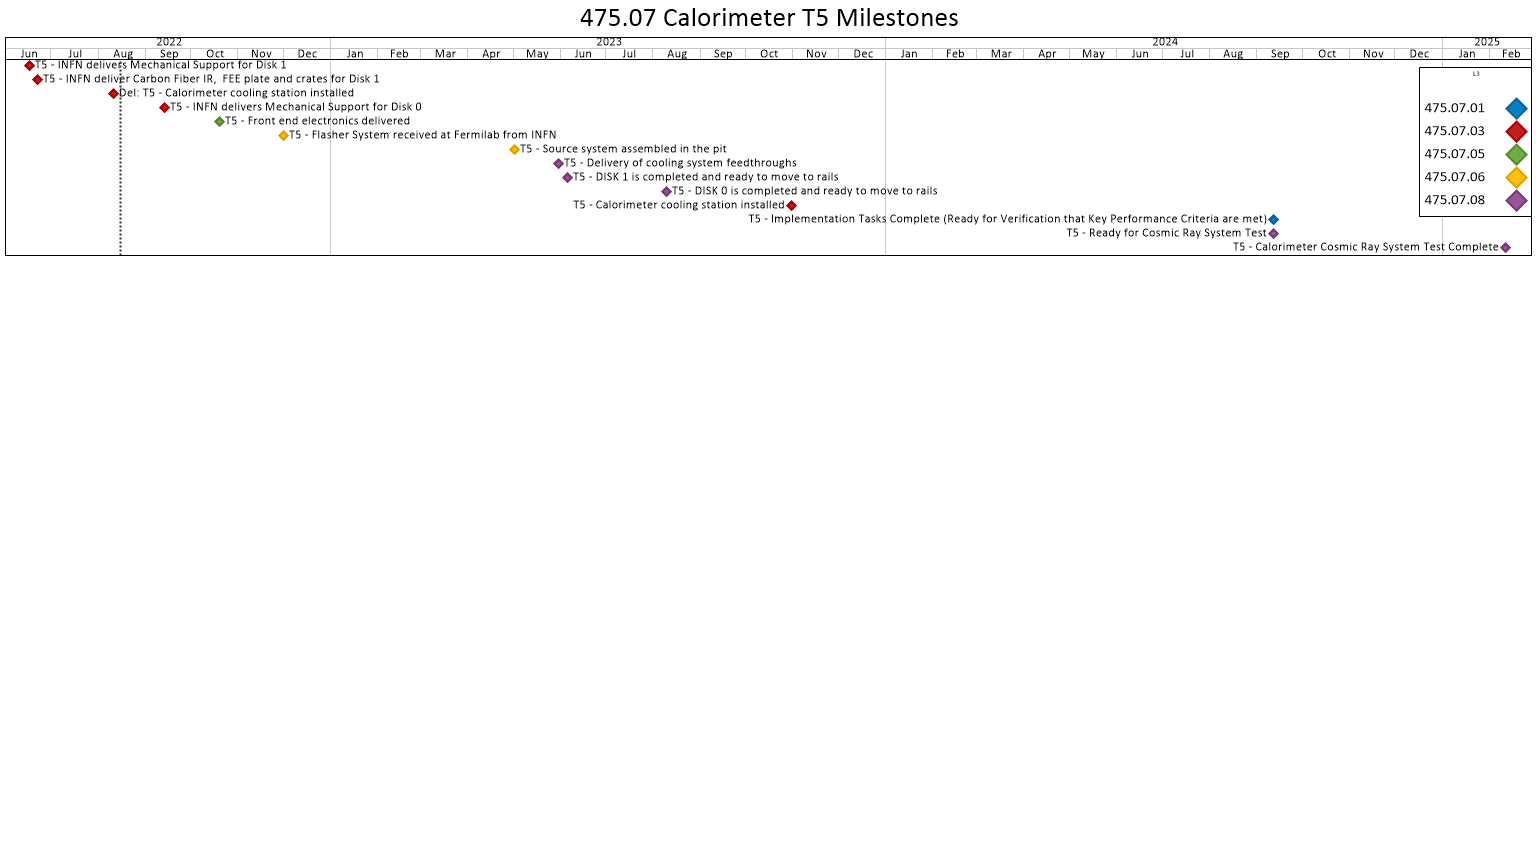 475.07 Calorimeter T5 Milestones
2022 2023 2024 2025
Jun Jul Aug Sep Oct Nov Dec Jan Feb Mar Apr May Jun Jul Aug Sep Oct Nov Dec Jan Feb Mar Apr May Jun Jul Aug Sep Oct Nov Dec Jan Feb
T5 - INFN delivers Mechanical Support for Disk 1
T5 - INFN deliver Carbon Fiber IR, FEE plate and crates for Disk 1
Del: T5 - Calorimeter cooling station installed
T5 - INFN delivers Mechanical Support for Disk 0
T5 - Front end electronics delivered
T5 - Flasher System received at Fermilab from INFN
T5 - Source system assembled in the pit
T5 - Delivery of cooling system feedthroughs
T5 - DISK 1 is completed and ready to move to rails
T5 - DISK 0 is completed and ready to move to rails
T5 - Calorimeter cooling station installed
T5 - Implementation Tasks Complete (Ready for Verification that Key Performance Criteria are met)
T5 - Ready for Cosmic Ray System Test
T5 - Calorimeter Cosmic Ray System Test Complete
L3
475.07.01
475.07.03
475.07.05
475.07.06
475.07.08